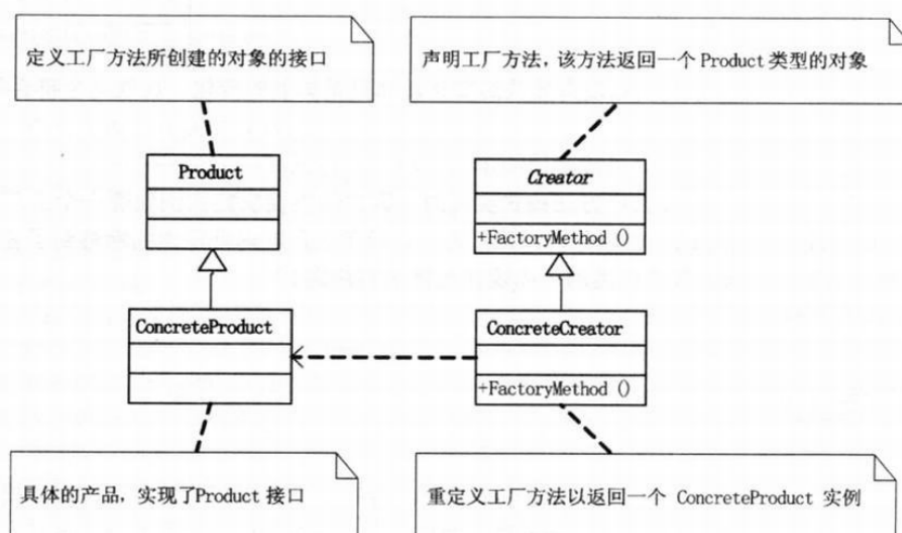 定义工厂方法所创建的对象的接口
声明工厂方法，该方法返回一个 Product 类型的对象
Product
Creator
+FactoryMethod ()
ConcreteProduct
ConcreteCreator
+FactoryMethod ()
具体的产品，实现了Product 接口
重定义工厂方法以返回一个 ConcreteProduct 实例